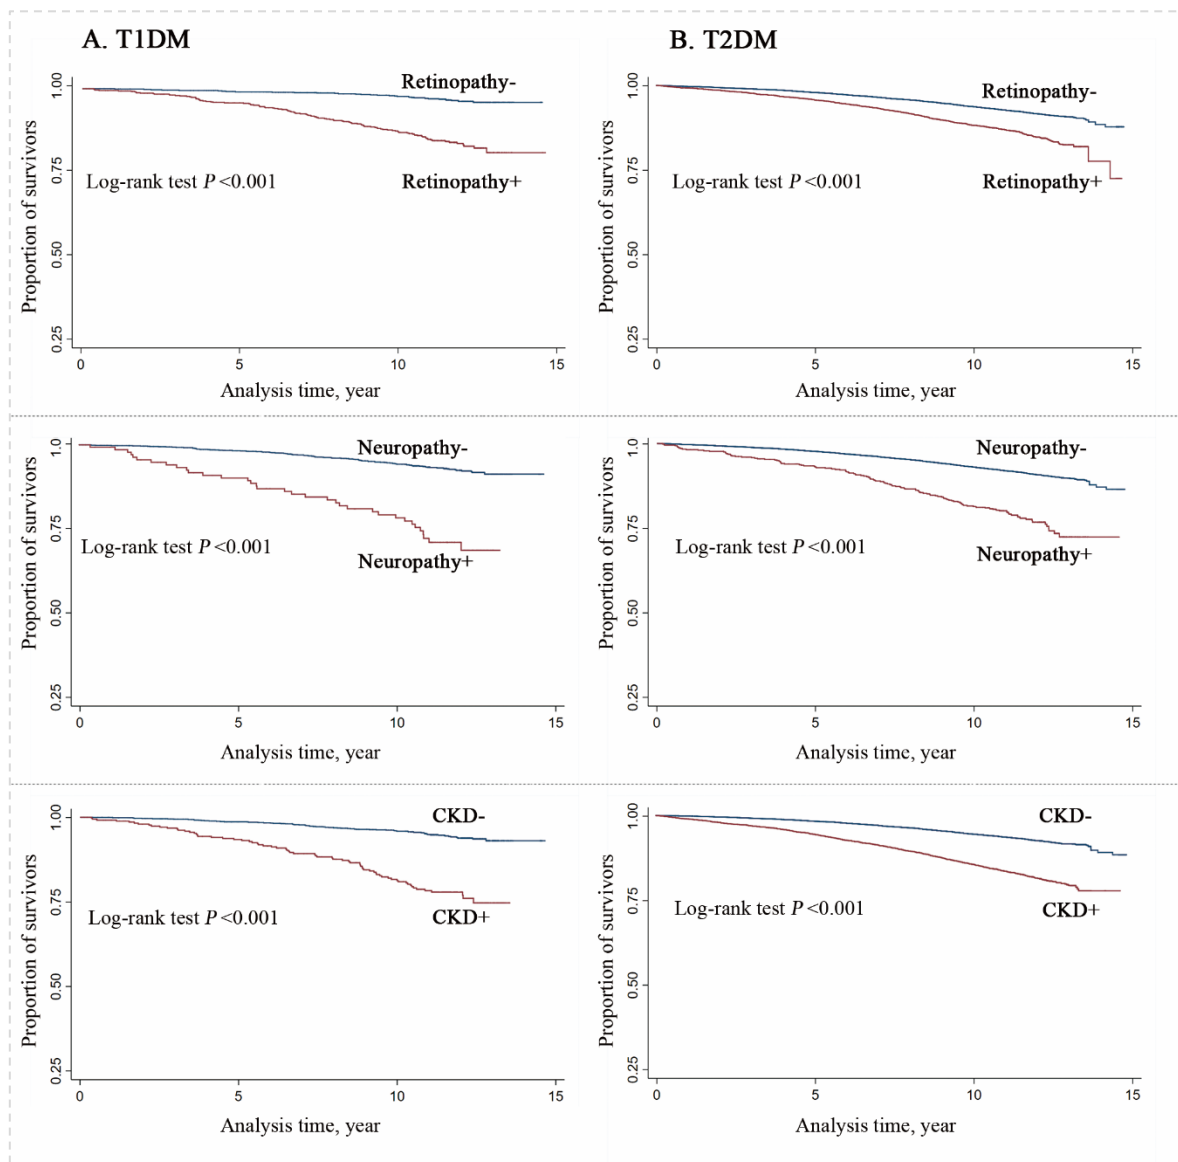 A. T1DM
B. T2DM
Proportion of survivors
1.00
0.75
0.50
0.25
Retinopathy-
Log-rank test P <0.001
Retinopathy+
0
5
10
15
Analysis time, year
Proportion of survivors
1.00
0.75
0.50
0.25
Retinopathy-
Log-rank test P <0.001
Retinopathy+
0
5
10
15
Analysis time, year
Proportion of survivors
1.0
0.75
0.50
0.25
Neuropathy-
Log-rank test P <0.001
Neuropathy+
0
5
10
15
Analysis time, year
Proportion of survivors
1.0
0.75
0.50
0.25
Neuropathy-
Log-rank test P <0.001
Neuropathy+
0
5
10
15
Analysis time, year
Proportion of survivors
1.00
0.75
0.50
0.25
CKD-
Log-rank test P <0.001
CKD+
0
5
10
15
Analysis time, year
Proportion of survivors
1.00
0.75
0.50
0.25
CKD-
Log-rank test P <0.001
CKD+
0
5
10
15
Analysis time, year